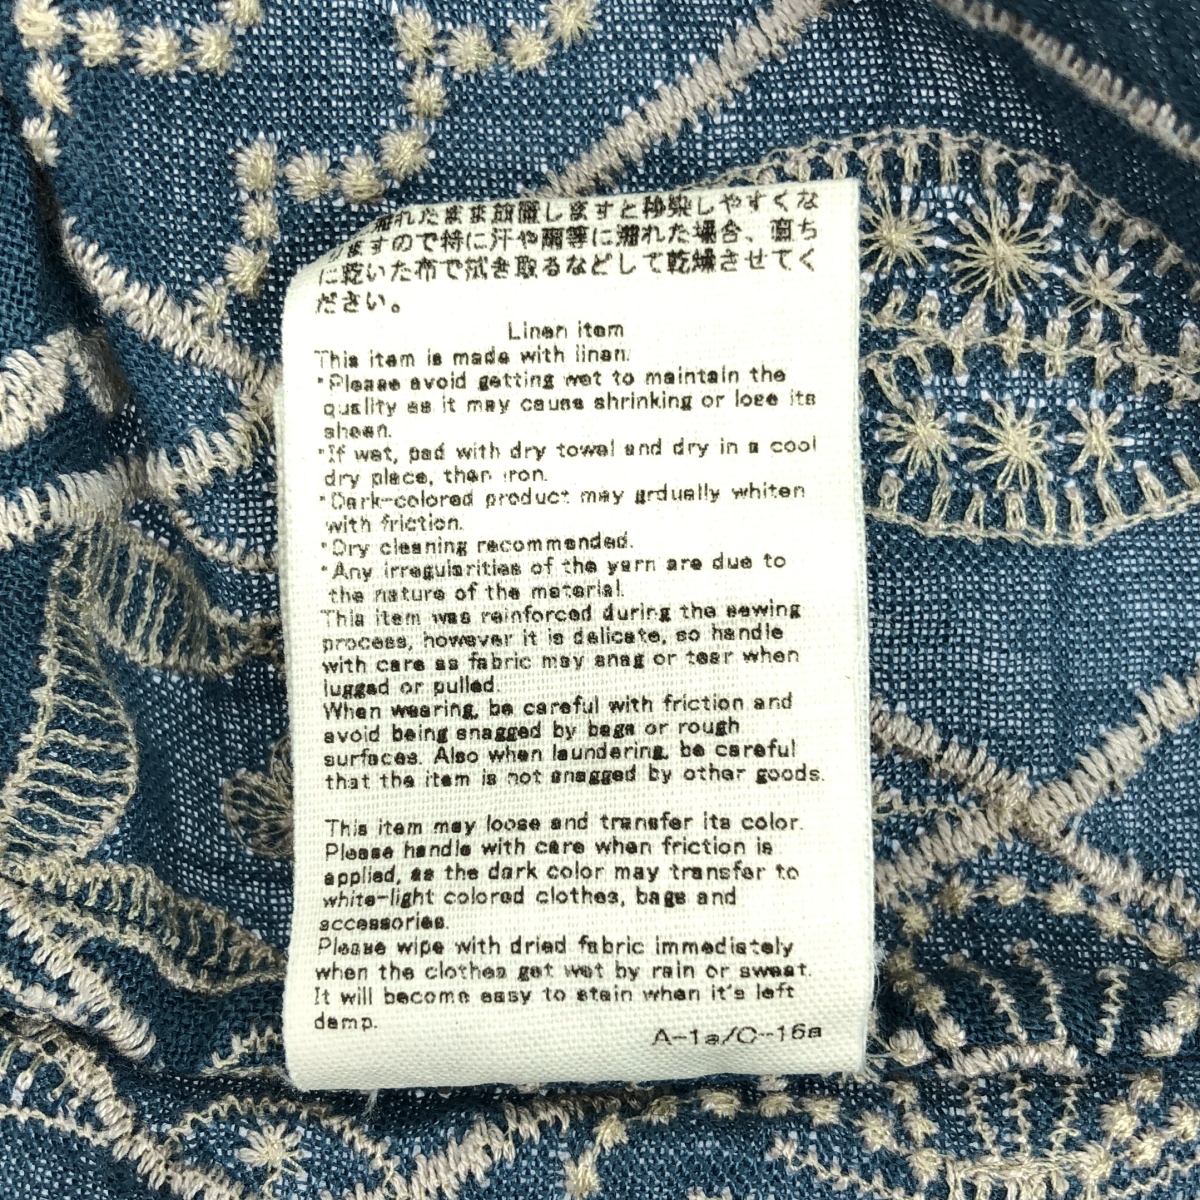 濡れたまま放置しますと移染しやすくな
りますので特に汗や雨等に濡れた場合、直ち
に乾いた布で拭き取るなどして乾燥させてく
ださい。
Linen item
This item is made with linen.
*Please avoid getting wet to maintain the
quality as it may cause shrinking or lose its
sheen.
*If wet, pad with dry towel and dry in a cool
dry place, then iron.
*Dark-colored product may grdually whiten
with friction.
*Dry cleaning recommended.
*Any irregularities of the yarn are due to
the nature of the material.
This item was reinforced during the sewing
process, however it is delicate, so handle
with care as fabric may snag or tear when
lugged or pulled.
When wearing, be careful with friction and
avoid being snagged by bags or rough
surfaces. Also when laundering, be careful
that the item is not snagged by other goods.
This item may loose and transfer its color.
Please handle with care when friction is
applied, as the dark color may transfer to
white-light colored clothes, bags and
accessories.
Please wipe with dried fabric immediately
when the clothes get wet by rain or sweat.
It will become easy to stain when it's left
damp.
A-1a/C-16a